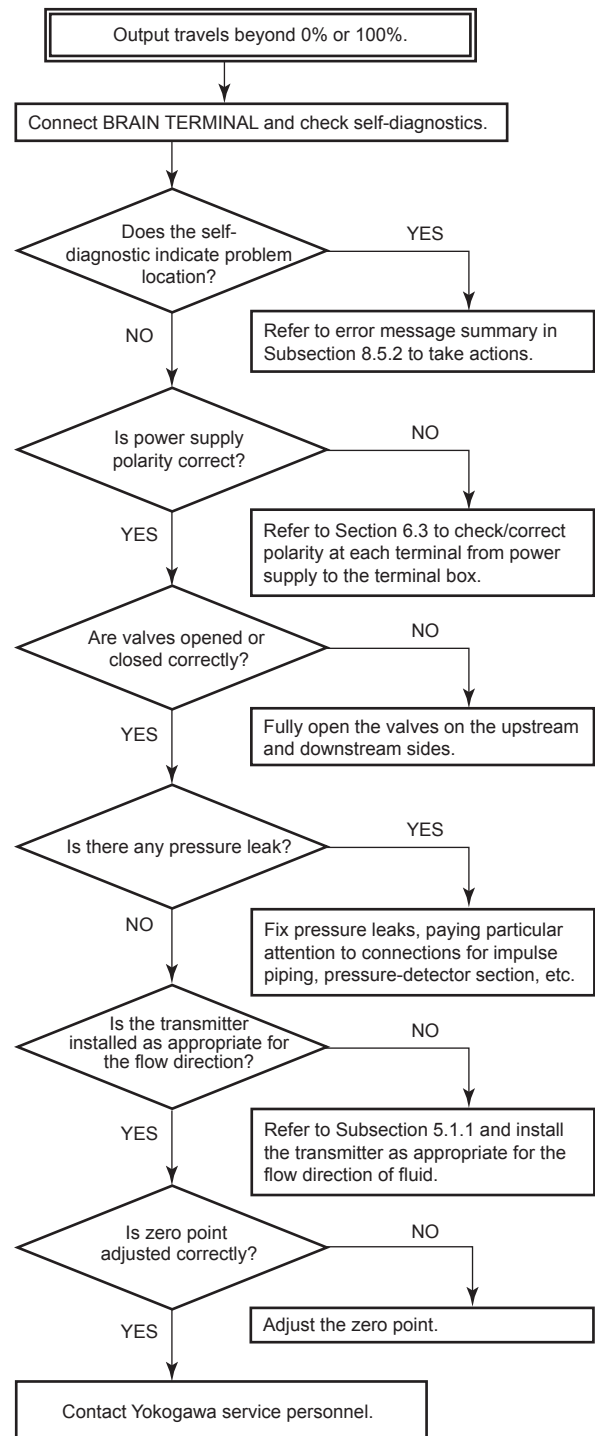 Output travels beyond 0% or 100%.
Connect BRAIN TERMINAL and check self-diagnostics.
Does the self-
diagnostic indicate problem
location?
YES
NO
Refer to error message summary in
Subsection 8.5.2 to take actions.
Is power supply
polarity correct?
NO
YES
Refer to Section 6.3 to check/correct
polarity at each terminal from power
supply to the terminal box.
Are valves opened or
closed correctly?
NO
YES
Fully open the valves on the upstream
and downstream sides.
Is there any pressure leak?
YES
NO
Fix pressure leaks, paying particular
attention to connections for impulse
piping, pressure-detector section, etc.
Is the transmitter
installed as appropriate for
the flow direction?
NO
YES
Refer to Subsection 5.1.1 and install
the transmitter as appropriate for the
flow direction of fluid.
Is zero point
adjusted correctly?
NO
YES
Adjust the zero point.
Contact Yokogawa service personnel.